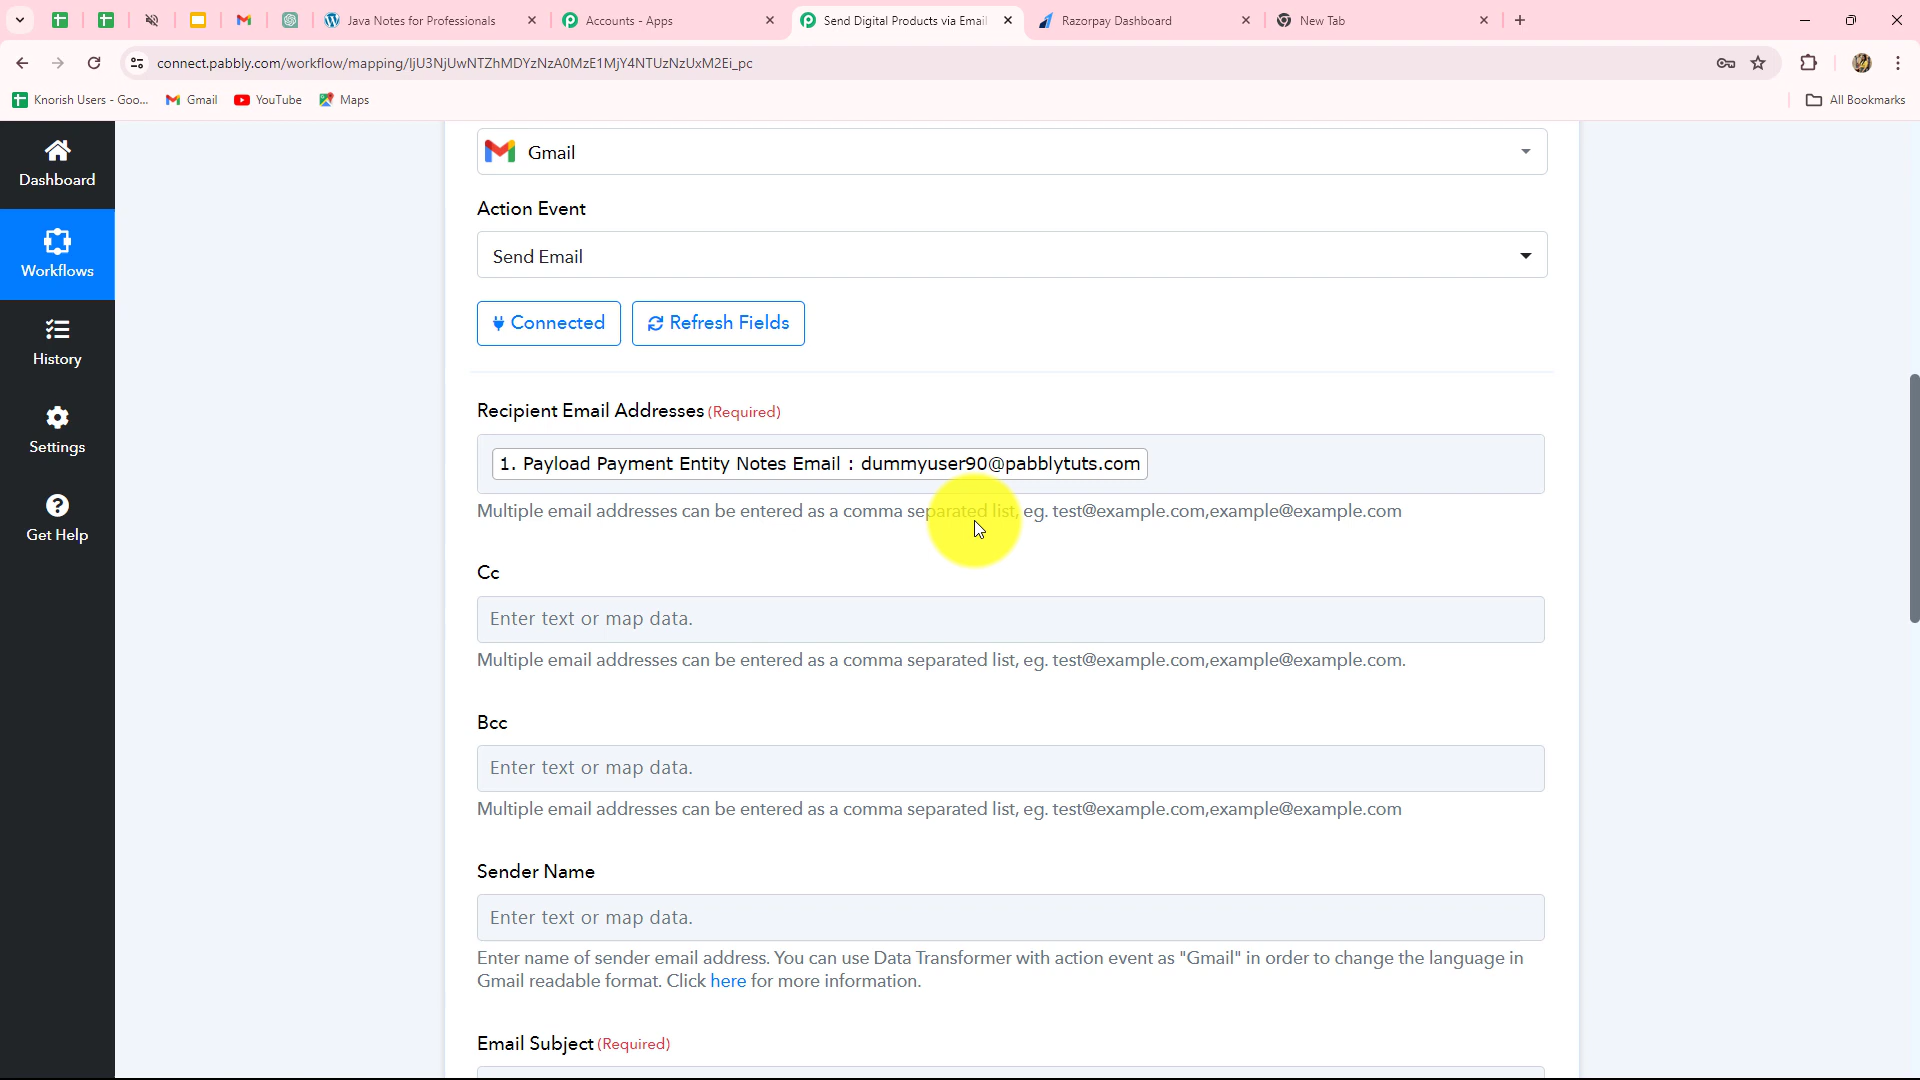 Java Notes for Professionals
Accounts - Apps
Send Digital Products via Email
Razorpay Dashboard
New Tab
connect.pabbly.com/workflow/mapping/IjU3NjUwNTZhMDYzNzA0MzE1MjY4NTUzNzUxM2Ei_pc
Knorish Users - Goo...
Gmail
YouTube
Maps
All Bookmarks
Dashboard
Workflows
History
Settings
Get Help
Gmail
Action Event
Send Email
Connected
Refresh Fields
Recipient Email Addresses (Required)
1. Payload Payment Entity Notes Email : dummyuser90@pabblytuts.com
Multiple email addresses can be entered as a comma separated list, eg. test@example.com,example@example.com
Cc
Enter text or map data.
Multiple email addresses can be entered as a comma separated list, eg. test@example.com,example@example.com.
Bcc
Enter text or map data.
Multiple email addresses can be entered as a comma separated list, eg. test@example.com,example@example.com
Sender Name
Enter text or map data.
Enter name of sender email address. You can use Data Transformer with action event as "Gmail" in order to change the language in
Gmail readable format. Click here for more information.
Email Subject (Required)